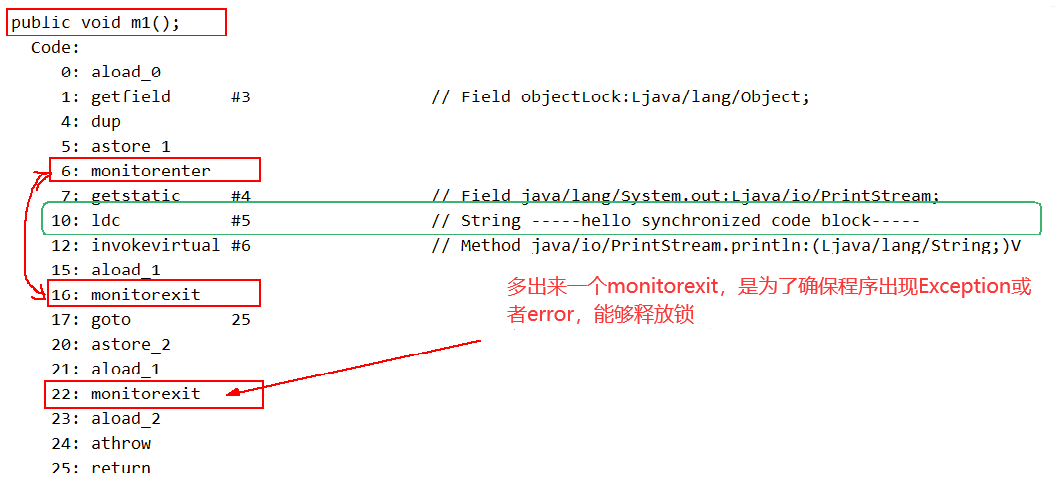 public void m1();
Code:
0: aload_0
1: getfield #3 // Field objectLock:Ljava/lang/Object;
4: dup
5: astore_1
6: monitorenter
7: getstatic #4 // Field java/lang/System.out:Ljava/io/PrintStream;
10: ldc #5 // String -----hello synchronized code block-----
12: invokevirtual #6 // Method java/io/PrintStream.println:(Ljava/lang/String;)V
15: aload_1
16: monitorexit
17: goto 25
20: astore_2
21: aload_1
22: monitorexit
23: aload_2
24: athrow
25: return
多出来一个monitorexit，是为了确保程序出现Exception或
者error，能够释放锁